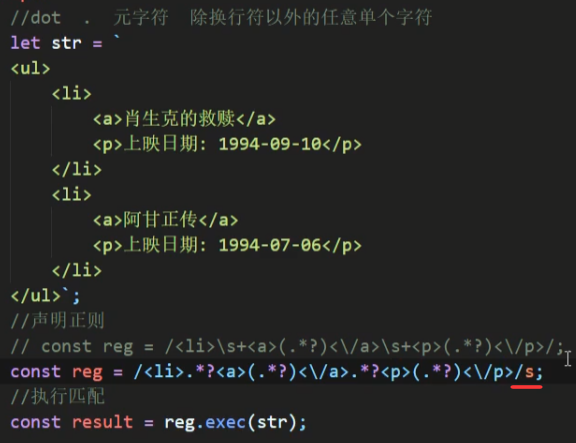 //dot . 元字符 除换行符以外的任意单个字符
let str = `
<ul>
<li>
<a>肖生克的救赎</a>
<p>上映日期: 1994-09-10</p>
</li>
<li>
<a>阿甘正传</a>
<p>上映日期: 1994-07-06</p>
</li>
</ul>`;
//声明正则
// const reg = /<li>\s+<a>(.*?)<\/a>\s+<p>(.*?)<\/p>/;
const reg = /<li>.*?<a>(.*?)<\/a>.*?<p>(.*?)<\/p>/s;
//执行匹配
const result = reg.exec(str);